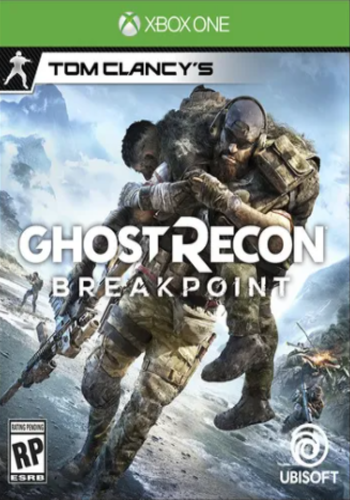 XBOX ONE
TOM CLANCY'S
GHOST RECON
BREAKPOINT
RATING PENDING
RP
ESRB
UBISOFT